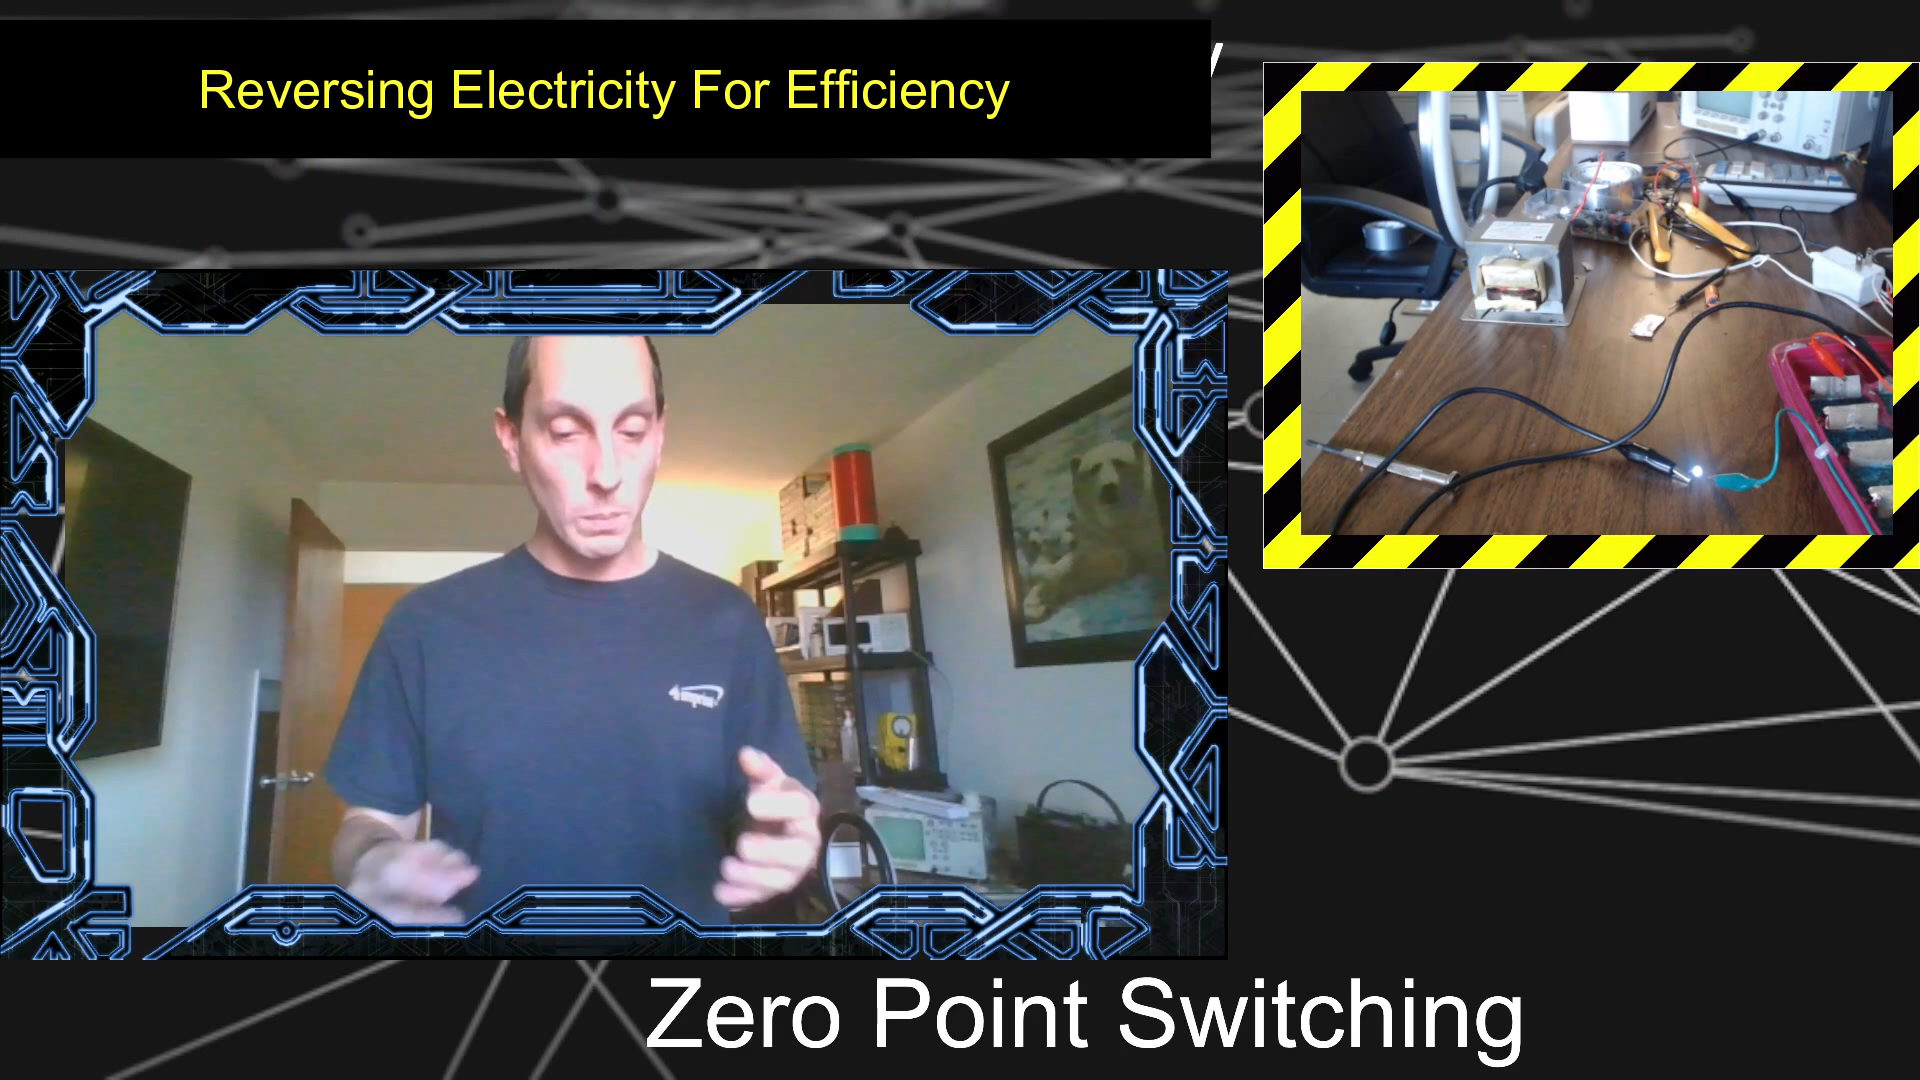 Reversing Electricity For Efficiency
y
Zero Point Switching